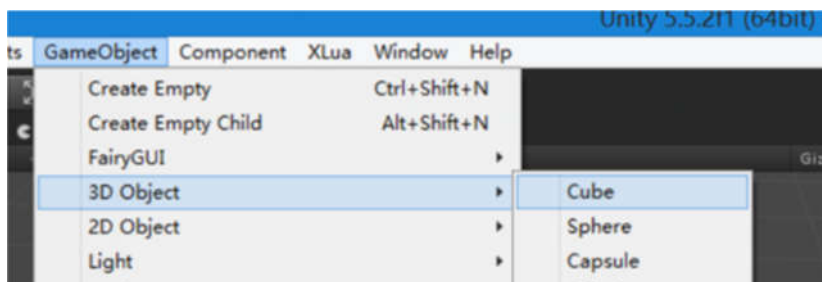 Unity 5.5.2f1 (64bit)
ts GameObject Component XLua Window Help
Create Empty Ctrl+Shift+N
Create Empty Child Alt+Shift+N
FairyGUI
Giz
3D Object Cube
2D Object Sphere
Light Capsule